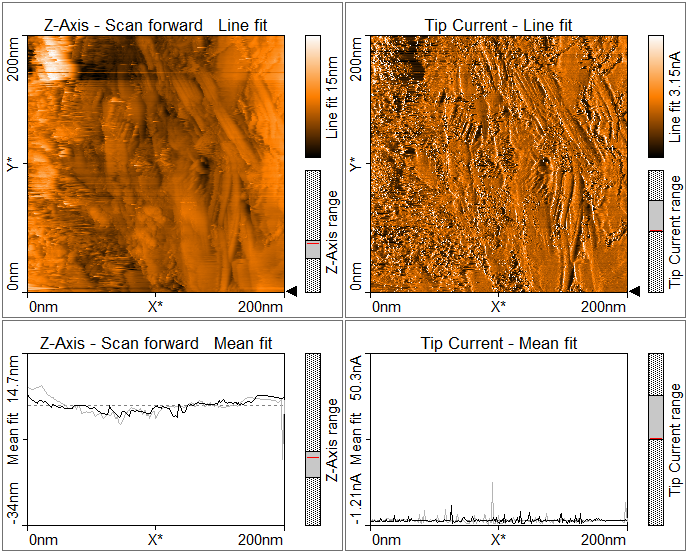 Z-Axis - Scan forward Line fit
200nm
Y*
0nm
0nm
X*
200nm
Line fit 15nm
Z-Axis range
Tip Current - Line fit
200nm
Y*
0nm
0nm
X*
200nm
Line fit 3.15nA
Tip Current range
Z-Axis - Scan forward Mean fit
14.7nm
Mean fit
-34nm
0nm
X*
200nm
Z-Axis range
Tip Current - Mean fit
50.3nA
Mean fit
-1.21nA
0nm
X*
200nm
Tip Current range